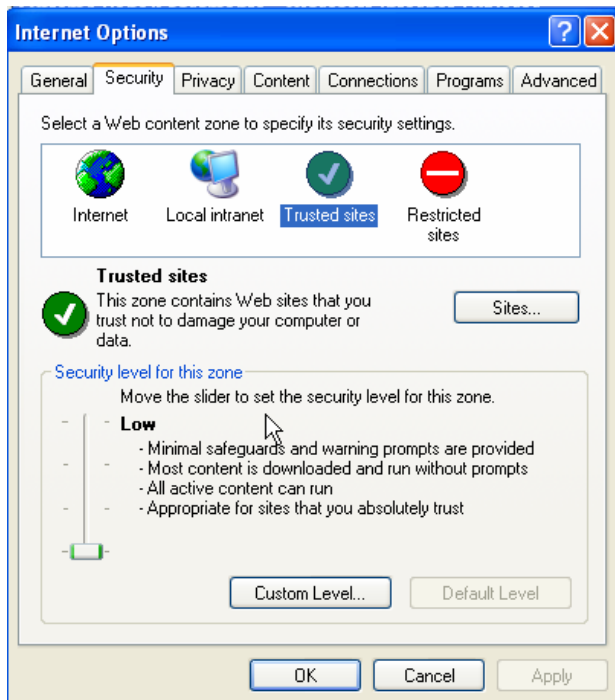 Internet Options
General Security Privacy Content Connections Programs Advanced
Select a Web content zone to specify its security settings.
Internet Local intranet Trusted sites Restricted
sites
Trusted sites
This zone contains Web sites that you
trust not to damage your computer or
data.
Sites...
Security level for this zone
Move the slider to set the security level for this zone.
Low
- Minimal safeguards and warning prompts are provided
- Most content is downloaded and run without prompts
- All active content can run
- Appropriate for sites that you absolutely trust
Custom Level... Default Level
OK Cancel Apply